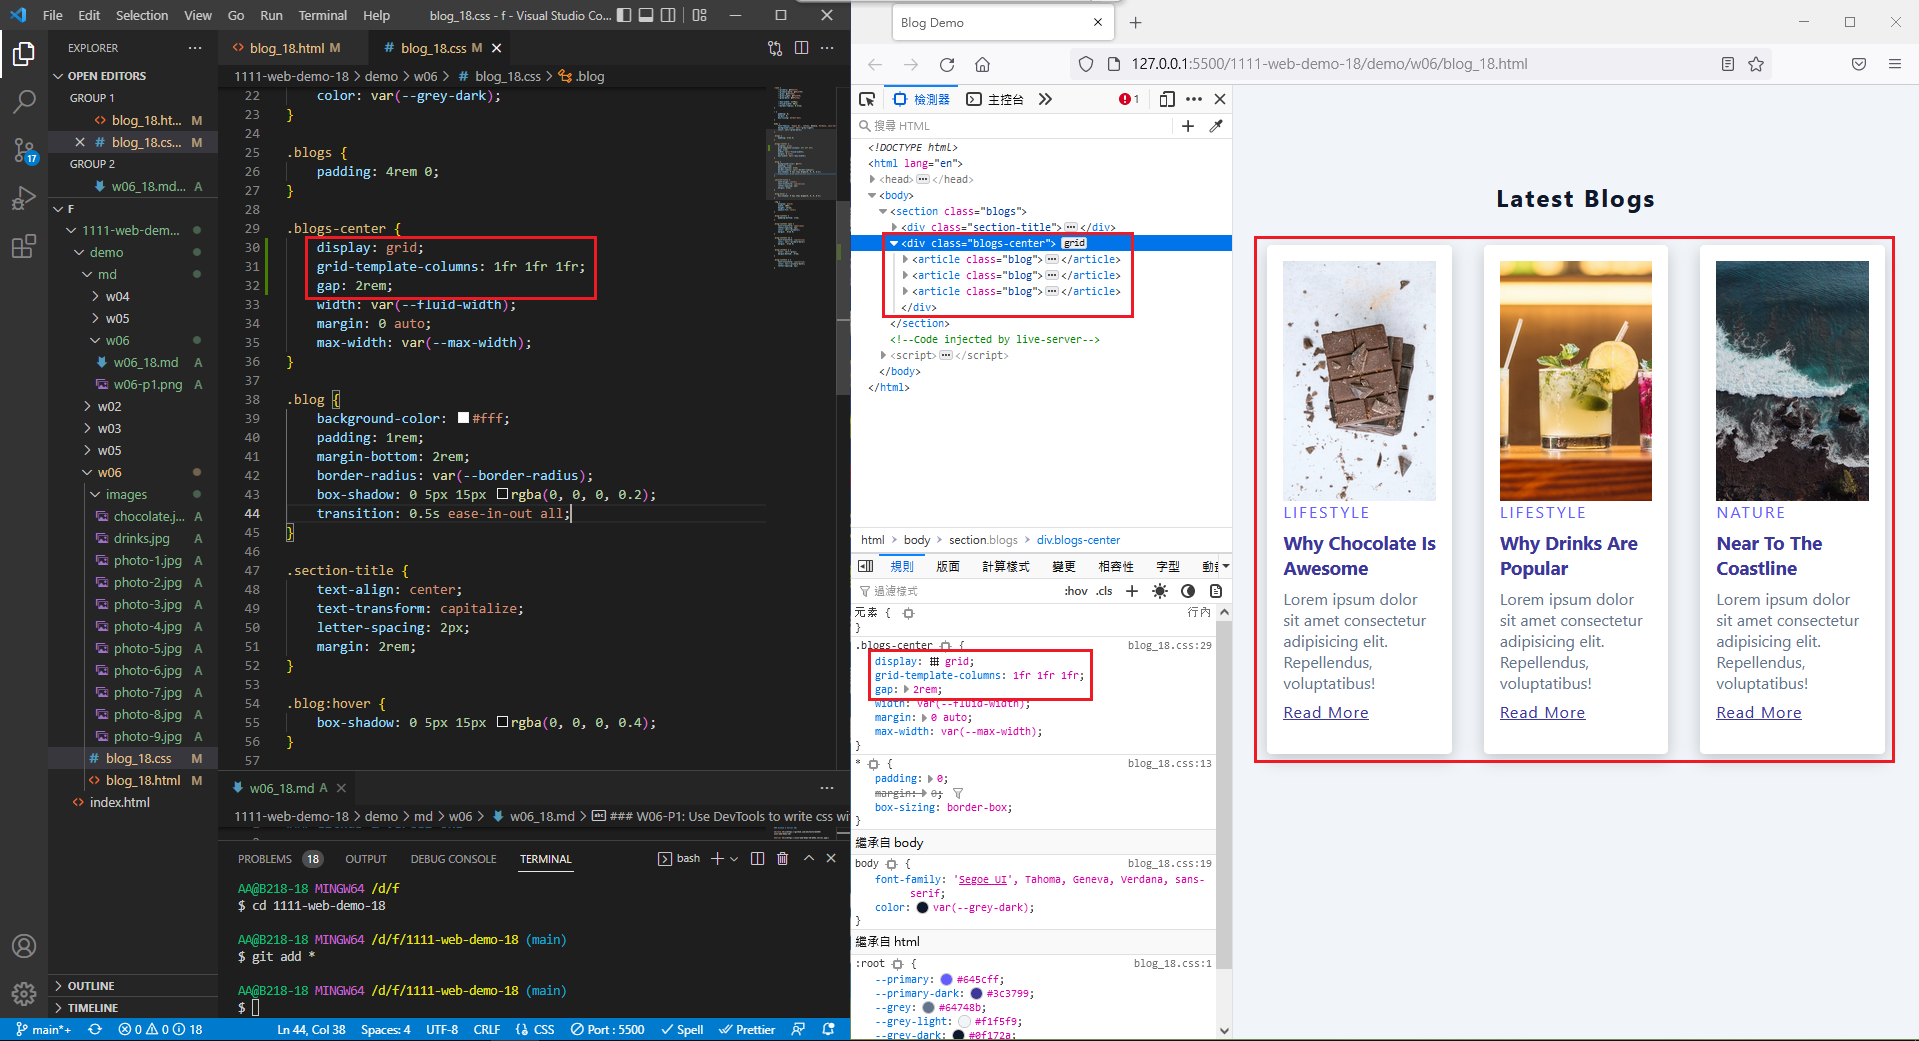 File Edit Selection View Go Run Terminal Help blog_18.css - f - Visual Studio Co...
EXPLORER
OPEN EDITORS
GROUP 1
blog_18.ht... M
blog_18.cs... M
GROUP 2
w06_18.md... A
F
1111-web-dem...
demo
md
w04
w05
w06
w06_18.md A
w06-p1.png A
w02
w03
w05
w06
images
chocolate.j... A
drinks.jpg A
photo-1.jpg A
photo-2.jpg A
photo-3.jpg A
photo-4.jpg A
photo-5.jpg A
photo-6.jpg A
photo-7.jpg A
photo-8.jpg A
photo-9.jpg A
blog_18.css M
blog_18.html M
index.html
OUTLINE
TIMELINE
17
blog_18.html M
blog_18.css M
1111-web-demo-18 > demo > w06 > blog_18.css > .blog
22 color: var(--grey-dark);
23 }
24
25 .blogs {
26 padding: 4rem 0;
27 }
28
29 .blogs-center {
30 display: grid;
31 grid-template-columns: 1fr 1fr 1fr;
32 gap: 2rem;
33 width: var(--fluid-width);
34 margin: 0 auto;
35 max-width: var(--max-width);
36 }
37
38 .blog {
39 background-color: #fff;
40 padding: 1rem;
41 margin-bottom: 2rem;
42 border-radius: var(--border-radius);
43 box-shadow: 0 5px 15px rgba(0, 0, 0, 0.2);
44 transition: 0.5s ease-in-out all;
45 }
46
47 .section-title {
48 text-align: center;
49 text-transform: capitalize;
50 letter-spacing: 2px;
51 margin: 2rem;
52 }
53
54 .blog:hover {
55 box-shadow: 0 5px 15px rgba(0, 0, 0, 0.4);
56 }
57
w06_18.md A
1111-web-demo-18 > demo > md > w06 > w06_18.md > ### W06-P1: Use DevTools to write css wi
PROBLEMS 18 OUTPUT DEBUG CONSOLE TERMINAL bash
AA@B218-18 MINGW64 /d/f
$ cd 1111-web-demo-18
AA@B218-18 MINGW64 /d/f/1111-web-demo-18 (main)
$ git add *
AA@B218-18 MINGW64 /d/f/1111-web-demo-18 (main)
$
main*+ 0 0 18 Ln 44, Col 38 Spaces: 4 UTF-8 CRLF CSS Port : 5500 Spell Prettier
Blog Demo
127.0.0.1:5500/1111-web-demo-18/demo/w06/blog_18.html
檢測器 主控台 1
搜尋 HTML
<!DOCTYPE html>
<html lang="en">
<head> </head>
<body>
<section class="blogs">
<div class="section-title"> </div>
<div class="blogs-center"> grid
<article class="blog"> </article>
<article class="blog"> </article>
<article class="blog"> </article>
</div>
</section>
<!--Code injected by live-server-->
<script> </script>
</body>
</html>
html > body > section.blogs > div.blogs-center
規則 版面 計算樣式 變更 相容性 字型
過濾樣式 :hov .cls
元素 { 行內
}
.blogs-center { blog_18.css:29
display: grid;
grid-template-columns: 1fr 1fr 1fr;
gap: 2rem;
width: var(--fluid-width);
margin: 0 auto;
max-width: var(--max-width);
}
* { blog_18.css:13
padding: 0;
margin: 0;
box-sizing: border-box;
}
繼承自 body
body { blog_18.css:19
font-family: 'Segoe UI', Tahoma, Geneva, Verdana, sans-
serif;
color: var(--grey-dark);
}
繼承自 html
:root { blog_18.css:1
--primary: #645cff;
--primary-dark: #3c3799;
--grey: #64748b;
--grey-light: #f1f5f9;
--grey-dark: #0f172a;
Latest Blogs
LIFESTYLE
Why Chocolate Is
Awesome
Lorem ipsum dolor
sit amet consectetur
adipisicing elit.
Repellendus,
voluptatibus!
Read More
LIFESTYLE
Why Drinks Are
Popular
Lorem ipsum dolor
sit amet consectetur
adipisicing elit.
Repellendus,
voluptatibus!
Read More
NATURE
Near To The
Coastline
Lorem ipsum dolor
sit amet consectetur
adipisicing elit.
Repellendus,
voluptatibus!
Read More